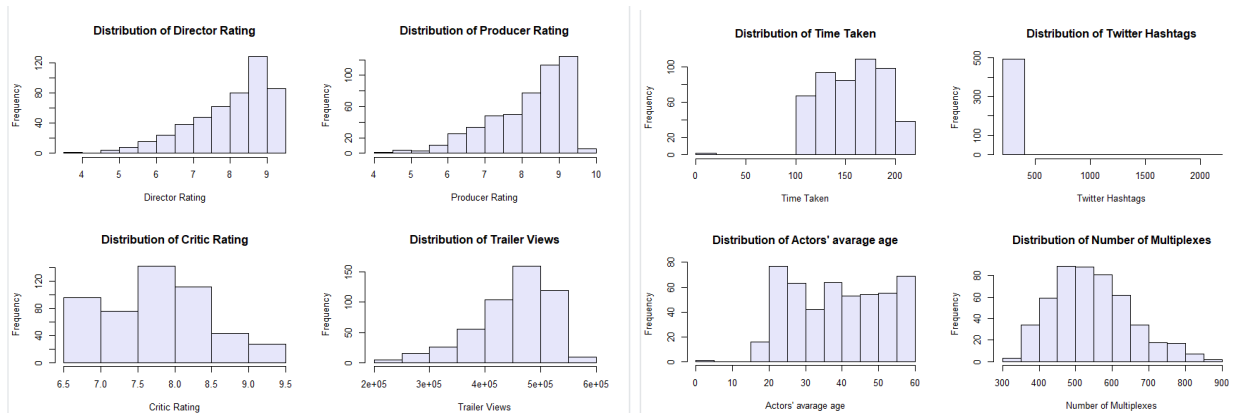 Distribution of Director Rating
Frequency
0 40 80 120
4 5 6 7 8 9
Director Rating
Distribution of Producer Rating
Frequency
0 20 60 100
4 5 6 7 8 9 10
Producer Rating
Distribution of Time Taken
Frequency
0 20 60 100
0 50 100 150 200
Time Taken
Distribution of Twitter Hashtags
Frequency
0 100 300 500
500 1000 1500 2000
Twitter Hashtags
Distribution of Critic Rating
Frequency
0 40 80 120
6.5 7.0 7.5 8.0 8.5 9.0 9.5
Critic Rating
Distribution of Trailer Views
Frequency
0 50 100 150
2e+05 3e+05 4e+05 5e+05 6e+05
Trailer Views
Distribution of Actors' avarage age
Frequency
0 20 40 60 80
0 10 20 30 40 50 60
Actors' avarage age
Distribution of Number of Multiplexes
Frequency
0 20 40 60 80
300 400 500 600 700 800 900
Number of Multiplexes